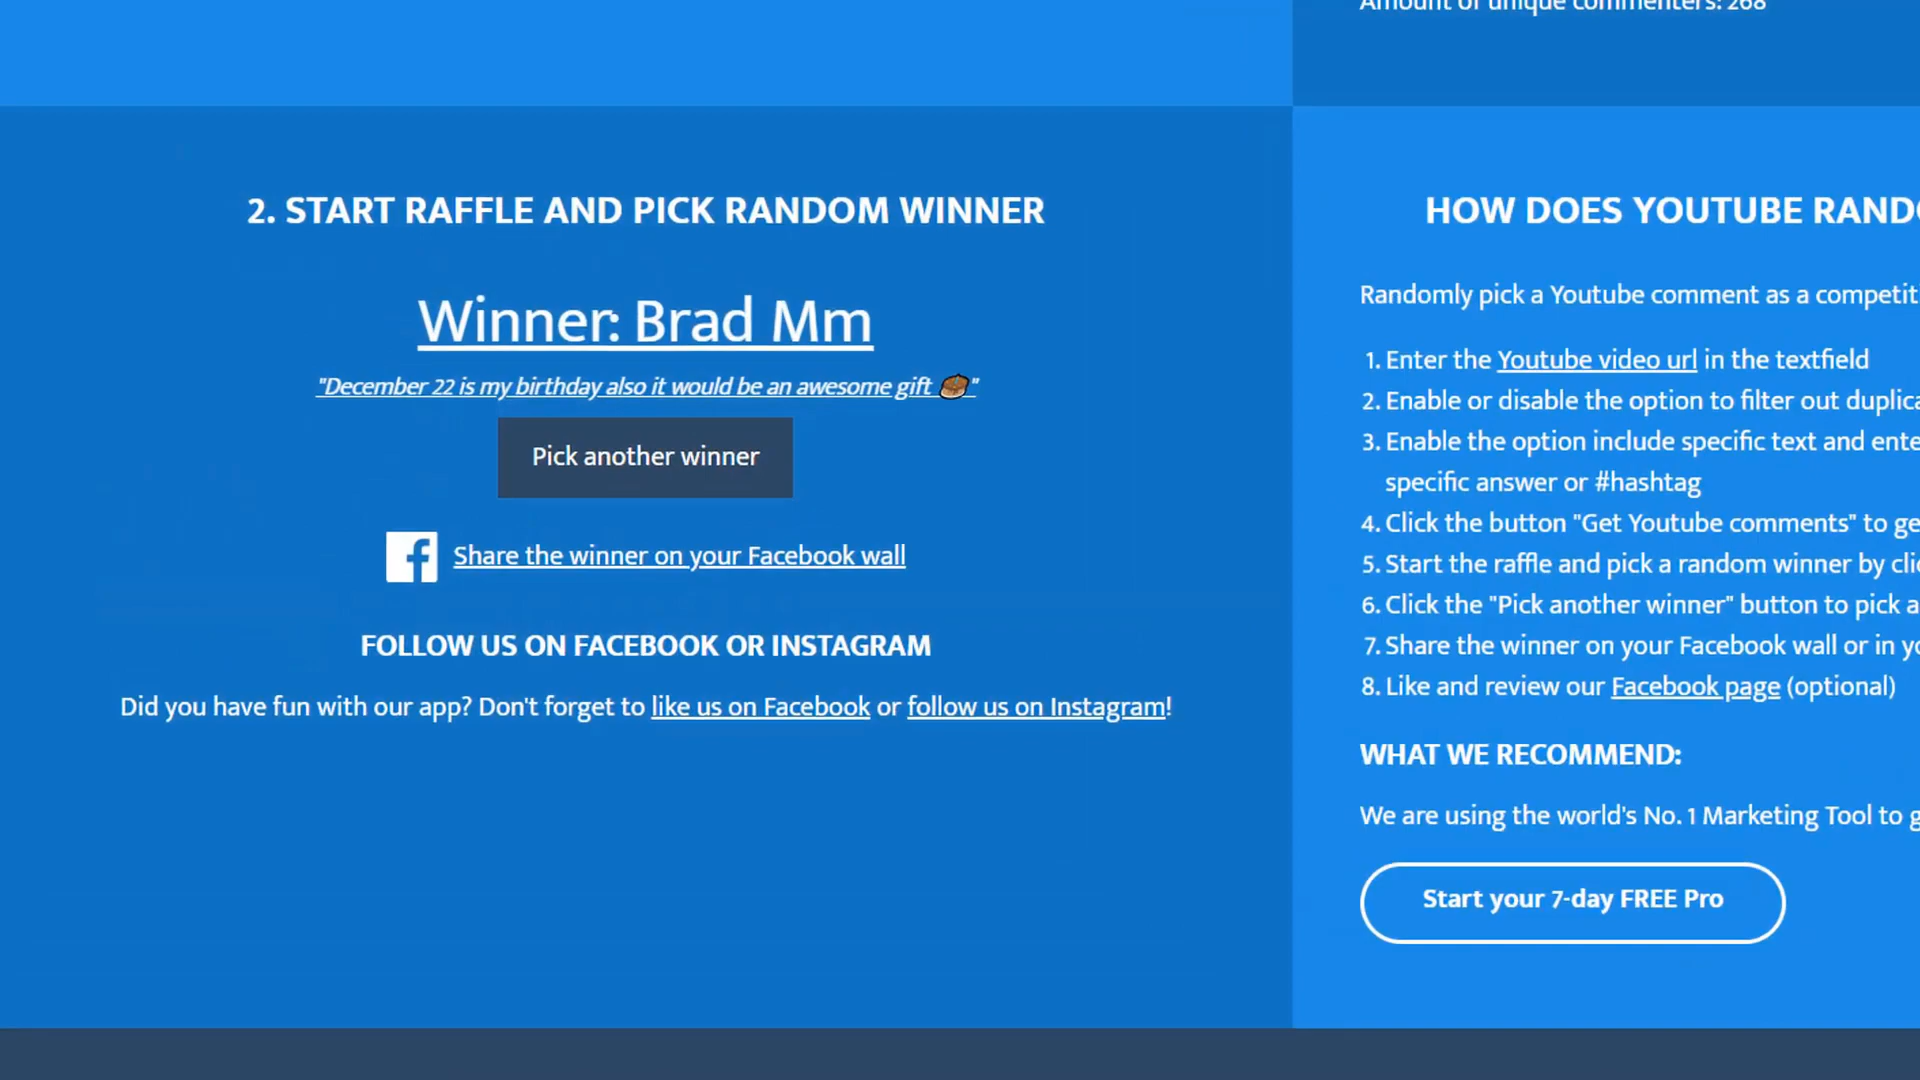 Amount of unique commenters: 268
2. START RAFFLE AND PICK RANDOM WINNER
Winner: Brad Mm
"December 22 is my birthday also it would be an awesome gift 🎂"
Pick another winner
Share the winner on your Facebook wall
FOLLOW US ON FACEBOOK OR INSTAGRAM
Did you have fun with our app? Don't forget to like us on Facebook or follow us on Instagram!
HOW DOES YOUTUBE RAND
Randomly pick a Youtube comment as a competit
1. Enter the Youtube video url in the textfield
2. Enable or disable the option to filter out duplica
3. Enable the option include specific text and ente
specific answer or #hashtag
4. Click the button "Get Youtube comments" to ge
5. Start the raffle and pick a random winner by cli
6. Click the "Pick another winner" button to pick a
7. Share the winner on your Facebook wall or in yo
8. Like and review our Facebook page (optional)
WHAT WE RECOMMEND:
We are using the world's No. 1 Marketing Tool to g
Start your 7-day FREE Pro